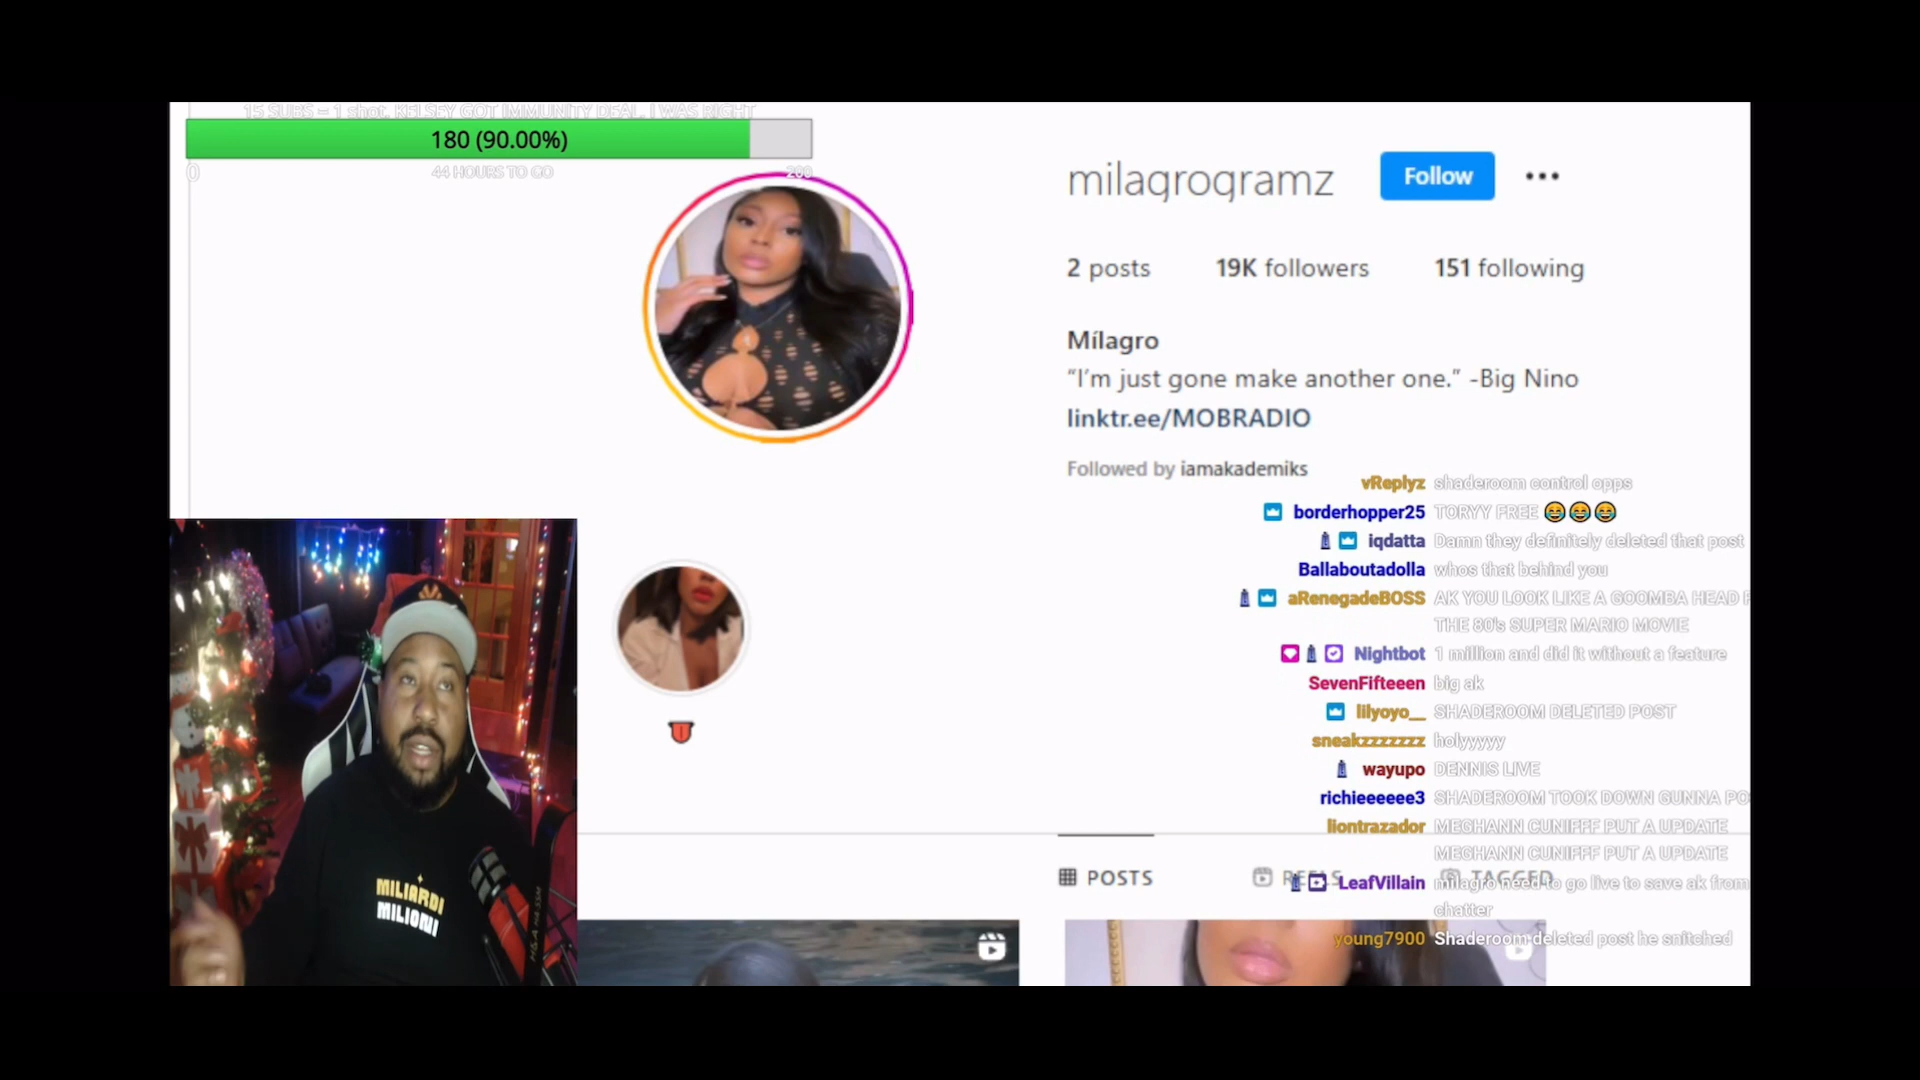 15 SUBS = 1 shot. KELSEY GOT IMMUNITY DEAL. I WAS RIGHT
180 (90.00%)
0
44 HOURS TO GO
200
milagrogramz
Follow
2 posts
19K followers
151 following
Mílagro
“I’m just gone make another one.” -Big Nino
linktr.ee/MOBRADIO
Followed by iamakademiks
vReplyz shaderoom control opps
borderhopper25 TORYY FREE 😂😂😂
iqdatta Damn they definitely deleted that post
Ballaboutadolla whos that behind you
aRenegadeBOSS AK YOU LOOK LIKE A GOOMBA HEAD
THE 80's SUPER MARIO MOVIE
Nightbot 1 million and did it without a feature
SevenFifteeen big ak
lilyoyo__ SHADEROOM DELETED POST
sneakzzzzzzz holyyyyy
wayupo DENNIS LIVE
richieeeeee3 SHADEROOM TOOK DOWN GUNNA PO
liontrazador MEGHANN CUNIFFF PUT A UPDATE
MEGHANN CUNIFFF PUT A UPDATE
POSTS
REELS
TAGGED
LeafVillain milagro need to go live to save ak from
chatter
young7900 Shaderoom deleted post he snitched
MILIARDI
MILIONI